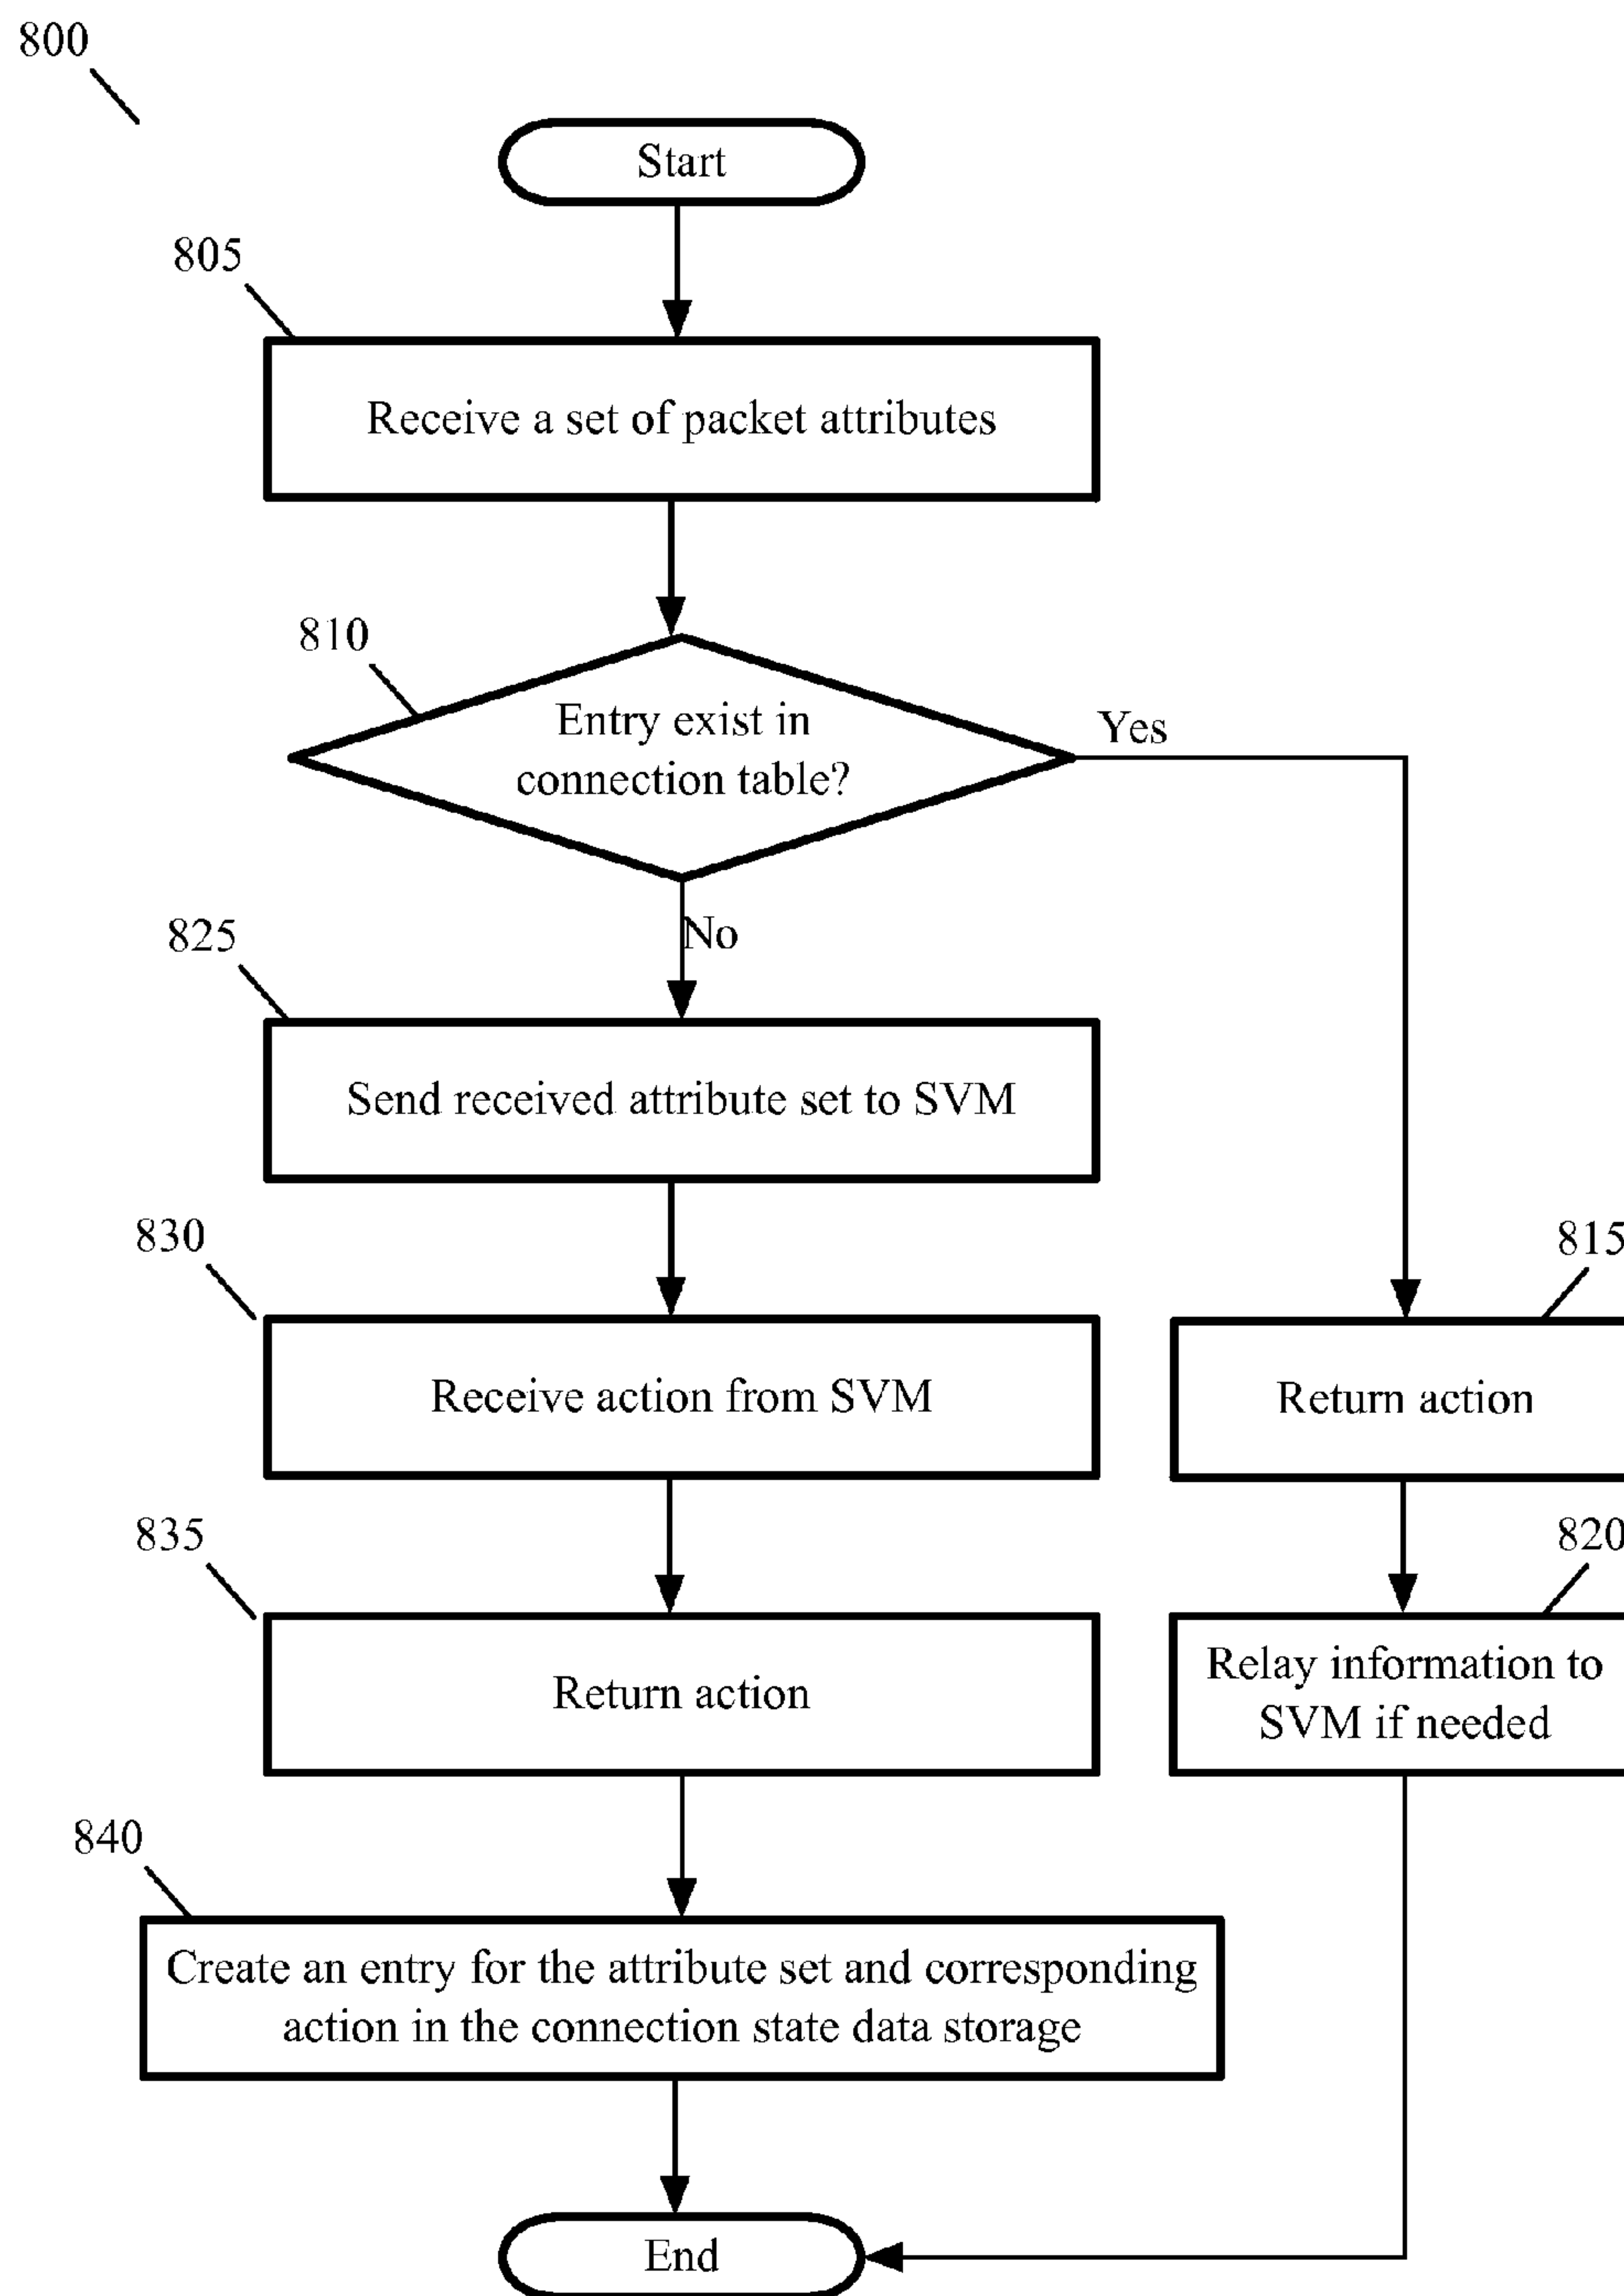 800
Start
805
Receive a set of packet attributes
810
Entry exist in
connection table?
Yes
No
825
Send received attribute set to SVM
830
Receive action from SVM
815
Return action
835
Return action
820
Relay information to
SVM if needed
840
Create an entry for the attribute set and corresponding
action in the connection state data storage
End